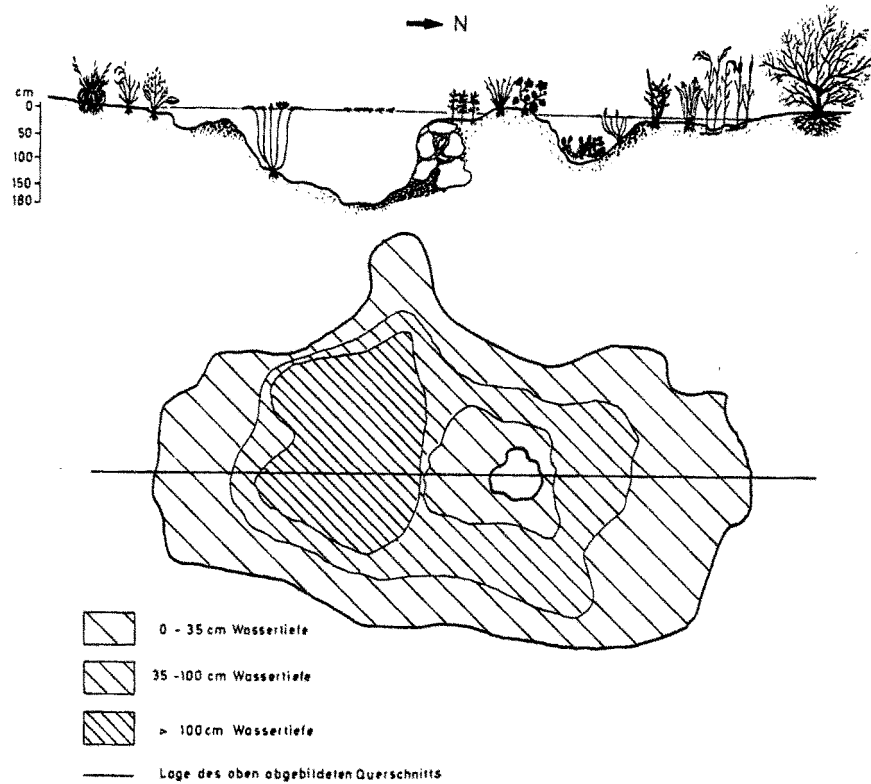 N
cm
0
50
100
150
180
0 - 35 cm Wassertiefe
35 -100 cm Wassertiefe
> 100 cm Wassertiefe
Lage des oben abgebildeten Querschnitts